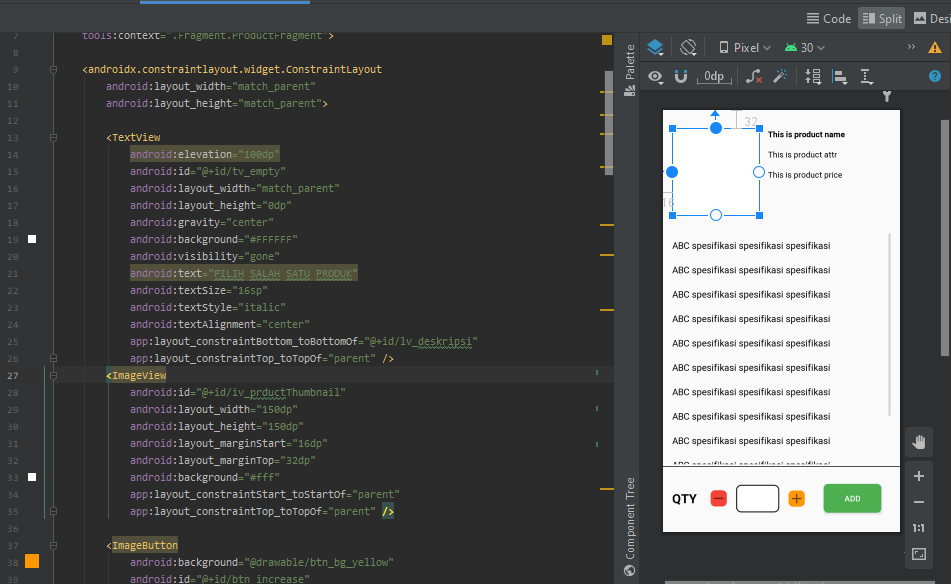 Code Split Desi
7 tools:context=".Fragment.ProductFragment">
8
9 <androidx.constraintlayout.widget.ConstraintLayout
10 android:layout_width="match_parent"
11 android:layout_height="match_parent">
12
13 <TextView
14 android:elevation="100dp"
15 android:id="@+id/tv_empty"
16 android:layout_width="match_parent"
17 android:layout_height="0dp"
18 android:gravity="center"
19 android:background="#FFFFFF"
20 android:visibility="gone"
21 android:text="PILIH SALAH SATU PRODUK"
22 android:textSize="16sp"
23 android:textStyle="italic"
24 android:textAlignment="center"
25 app:layout_constraintBottom_toBottomOf="@+id/lv_deskripsi"
26 app:layout_constraintTop_toTopOf="parent" />
27 <ImageView
28 android:id="@+id/iv_prductThumbnail"
29 android:layout_width="150dp"
30 android:layout_height="150dp"
31 android:layout_marginStart="16dp"
32 android:layout_marginTop="32dp"
33 android:background="#fff"
34 app:layout_constraintStart_toStartOf="parent"
35 app:layout_constraintTop_toTopOf="parent" />
36
37 <ImageButton
38 android:background="@drawable/btn_bg_yellow"
39 android:id="@+id/btn_increase"
Palette
Component Tree
Pixel 30 »
0dp
32
16
This is product name
This is product attr
This is product price
ABC spesifikasi spesifikasi spesifikasi
ABC spesifikasi spesifikasi spesifikasi
ABC spesifikasi spesifikasi spesifikasi
ABC spesifikasi spesifikasi spesifikasi
ABC spesifikasi spesifikasi spesifikasi
ABC spesifikasi spesifikasi spesifikasi
ABC spesifikasi spesifikasi spesifikasi
ABC spesifikasi spesifikasi spesifikasi
ABC spesifikasi spesifikasi spesifikasi
ABC spesifikasi spesifikasi spesifikasi
QTY ADD
1:1